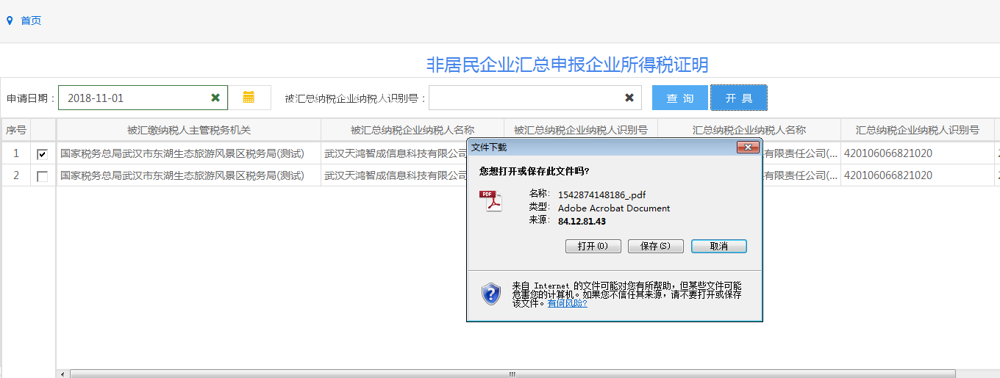 首页
非居民企业汇总申报企业所得税证明
申请日期： 2018-11-01 被汇总纳税企业纳税人识别号： 查 询 开 具
序号 被汇缴纳税人主管税务机关 被汇总纳税企业纳税人名称 被汇总纳税企业纳税人识别号 汇总纳税企业纳税人名称 汇总纳税企业纳税人识别号
1 国家税务总局武汉市东湖生态旅游风景区税务局(测试) 武汉天鸿智成信息科技有限公司 有限责任公司(... 420106066821020
2 国家税务总局武汉市东湖生态旅游风景区税务局(测试) 武汉天鸿智成信息科技有限公司 有限责任公司(... 420106066821020
文件下载
您想打开或保存此文件吗?
PDF
名称: 1542874148186_.pdf
类型: Adobe Acrobat Document
来源: 84.12.81.43
打开(O) 保存(S) 取消
来自 Internet 的文件可能对您有所帮助，但某些文件可能
危害您的计算机。如果您不信任其来源，请不要打开或保存
该文件。有何风险?